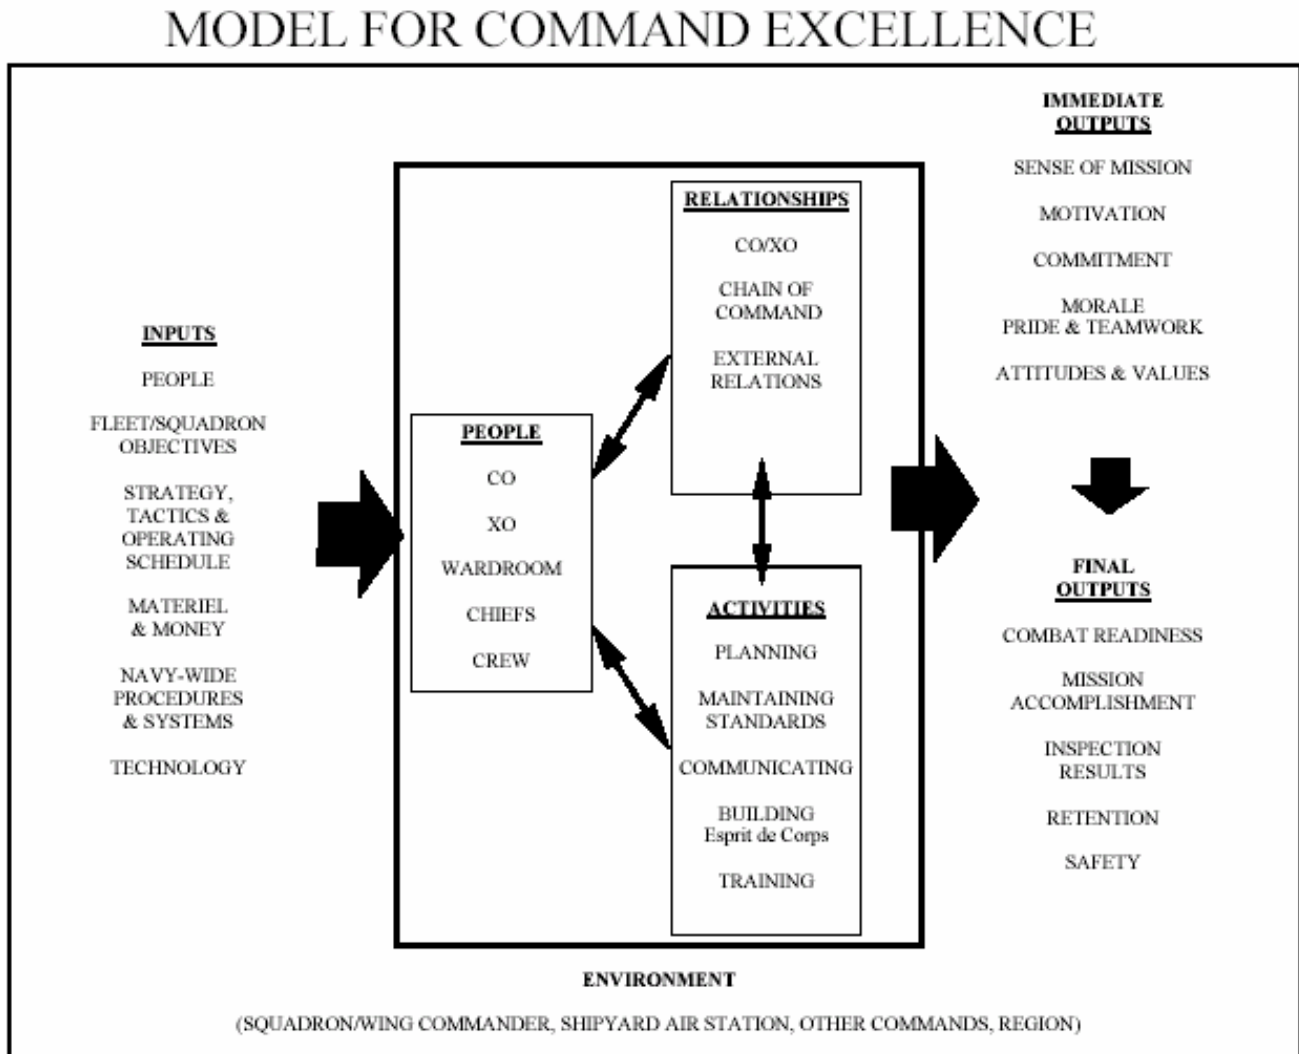 MODEL FOR COMMAND EXCELLENCE
INPUTS
PEOPLE
FLEET/SQUADRON
OBJECTIVES
STRATEGY,
TACTICS &
OPERATING
SCHEDULE
MATERIEL
& MONEY
NAVY-WIDE
PROCEDURES
& SYSTEMS
TECHNOLOGY
PEOPLE
CO
XO
WARDROOM
CHIEFS
CREW
RELATIONSHIPS
CO/XO
CHAIN OF
COMMAND
EXTERNAL
RELATIONS
ACTIVITIES
PLANNING
MAINTAINING
STANDARDS
COMMUNICATING
BUILDING
Esprit de Corps
TRAINING
IMMEDIATE
OUTPUTS
SENSE OF MISSION
MOTIVATION
COMMITMENT
MORALE
PRIDE & TEAMWORK
ATTITUDES & VALUES
FINAL
OUTPUTS
COMBAT READINESS
MISSION
ACCOMPLISHMENT
INSPECTION
RESULTS
RETENTION
SAFETY
ENVIRONMENT
(SQUADRON/WING COMMANDER, SHIPYARD AIR STATION, OTHER COMMANDS, REGION)